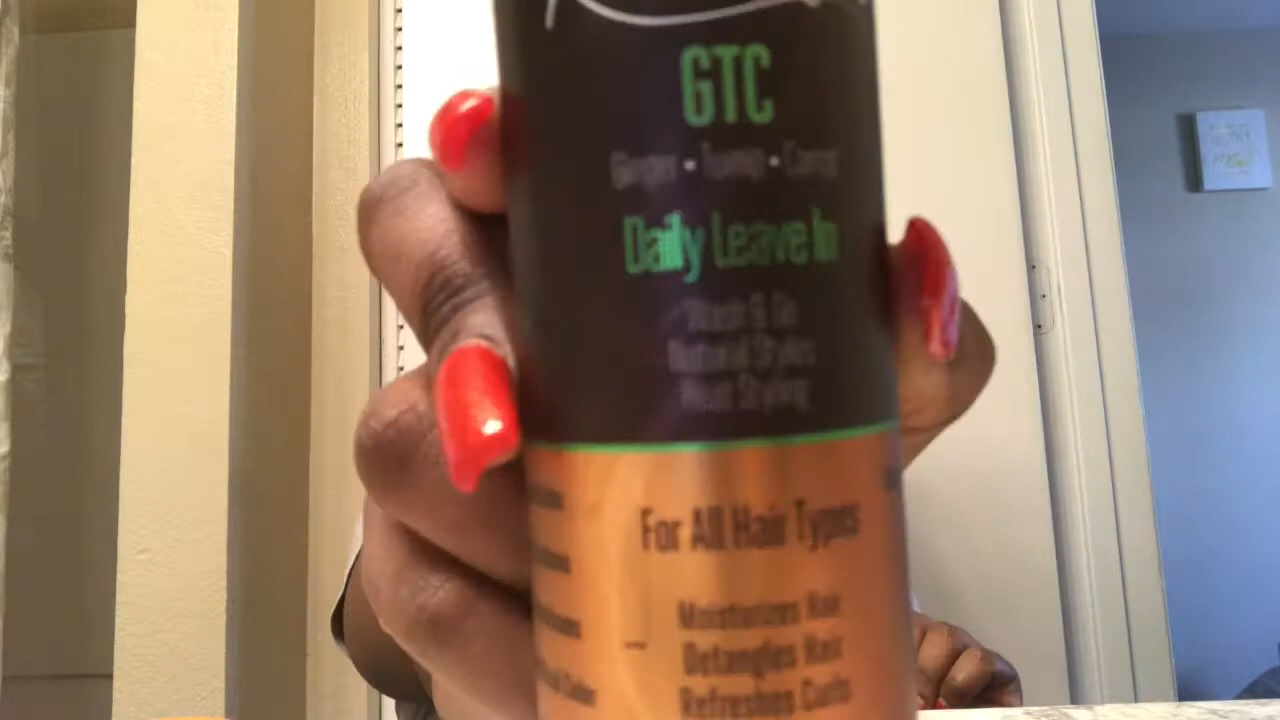 GTC
Ginger • Turnip • Carrot
Daily Leave In
Wash & Go
Natural Styles
Heat Styling
For All Hair Types
Moisturizes Hair
Detangles Hair
Refreshes Curls